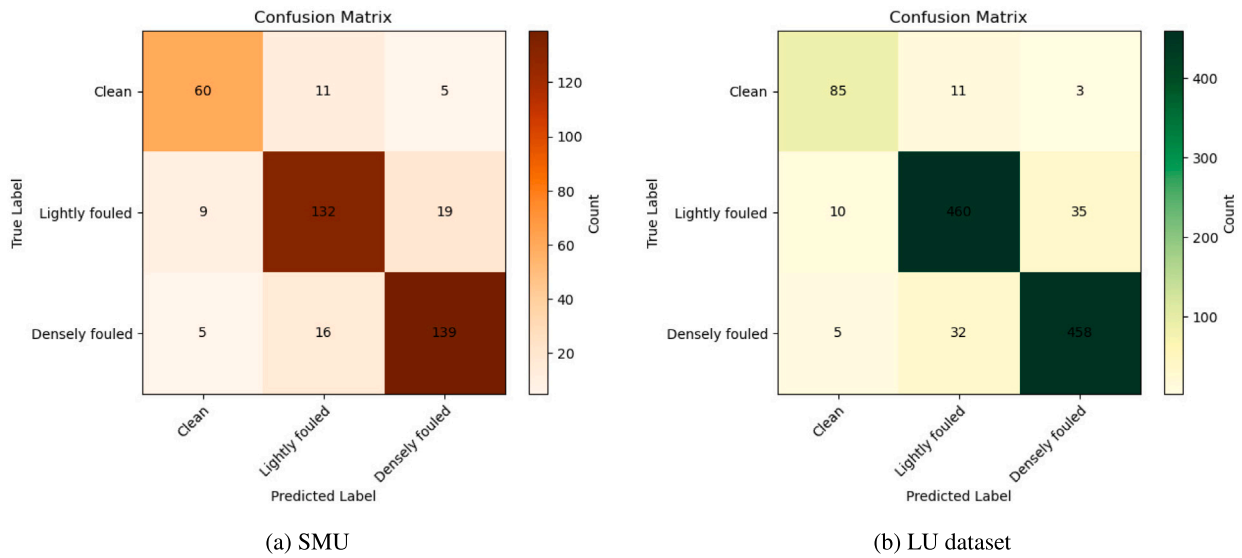 Confusion Matrix
Clean 60 11 5
Lightly fouled 9 132 19
Densely fouled 5 16 139
True Label
Clean Lightly fouled Densely fouled
Predicted Label
120
100
80
60
40
20
Count
(a) SMU
Confusion Matrix
Clean 85 11 3
Lightly fouled 10 460 35
Densely fouled 5 32 458
True Label
Clean Lightly fouled Densely fouled
Predicted Label
400
300
200
100
Count
(b) LU dataset